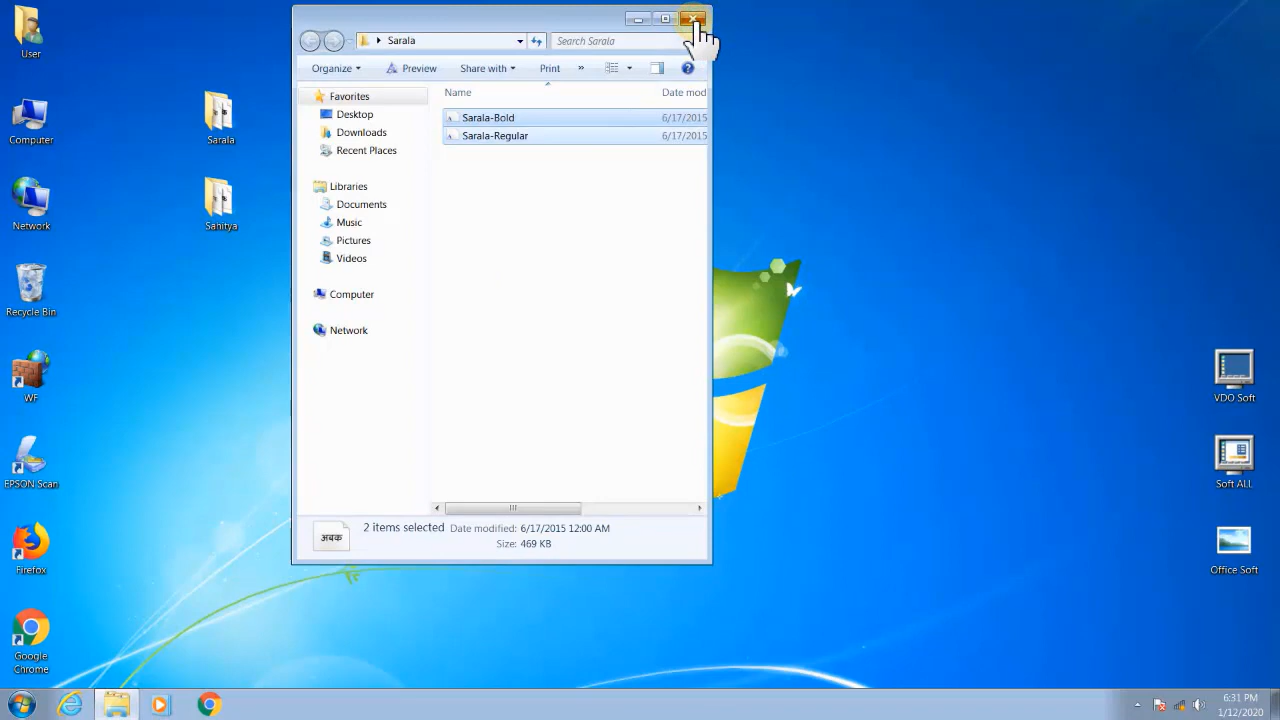 User
Computer
Network
Recycle Bin
WF
EPSON Scan
Firefox
Google
Chrome
Sarala
Sahitya
Sarala
Search Sarala
Organize
Preview
Share with
Print
»
Name
Date mod
Favorites
Desktop
Downloads
Recent Places
Libraries
Documents
Music
Pictures
Videos
Computer
Network
Sarala-Bold 6/17/2015
Sarala-Regular 6/17/2015
अबक
2 items selected Date modified: 6/17/2015 12:00 AM
Size: 469 KB
VDO Soft
Soft ALL
Office Soft
6:31 PM
1/12/2020